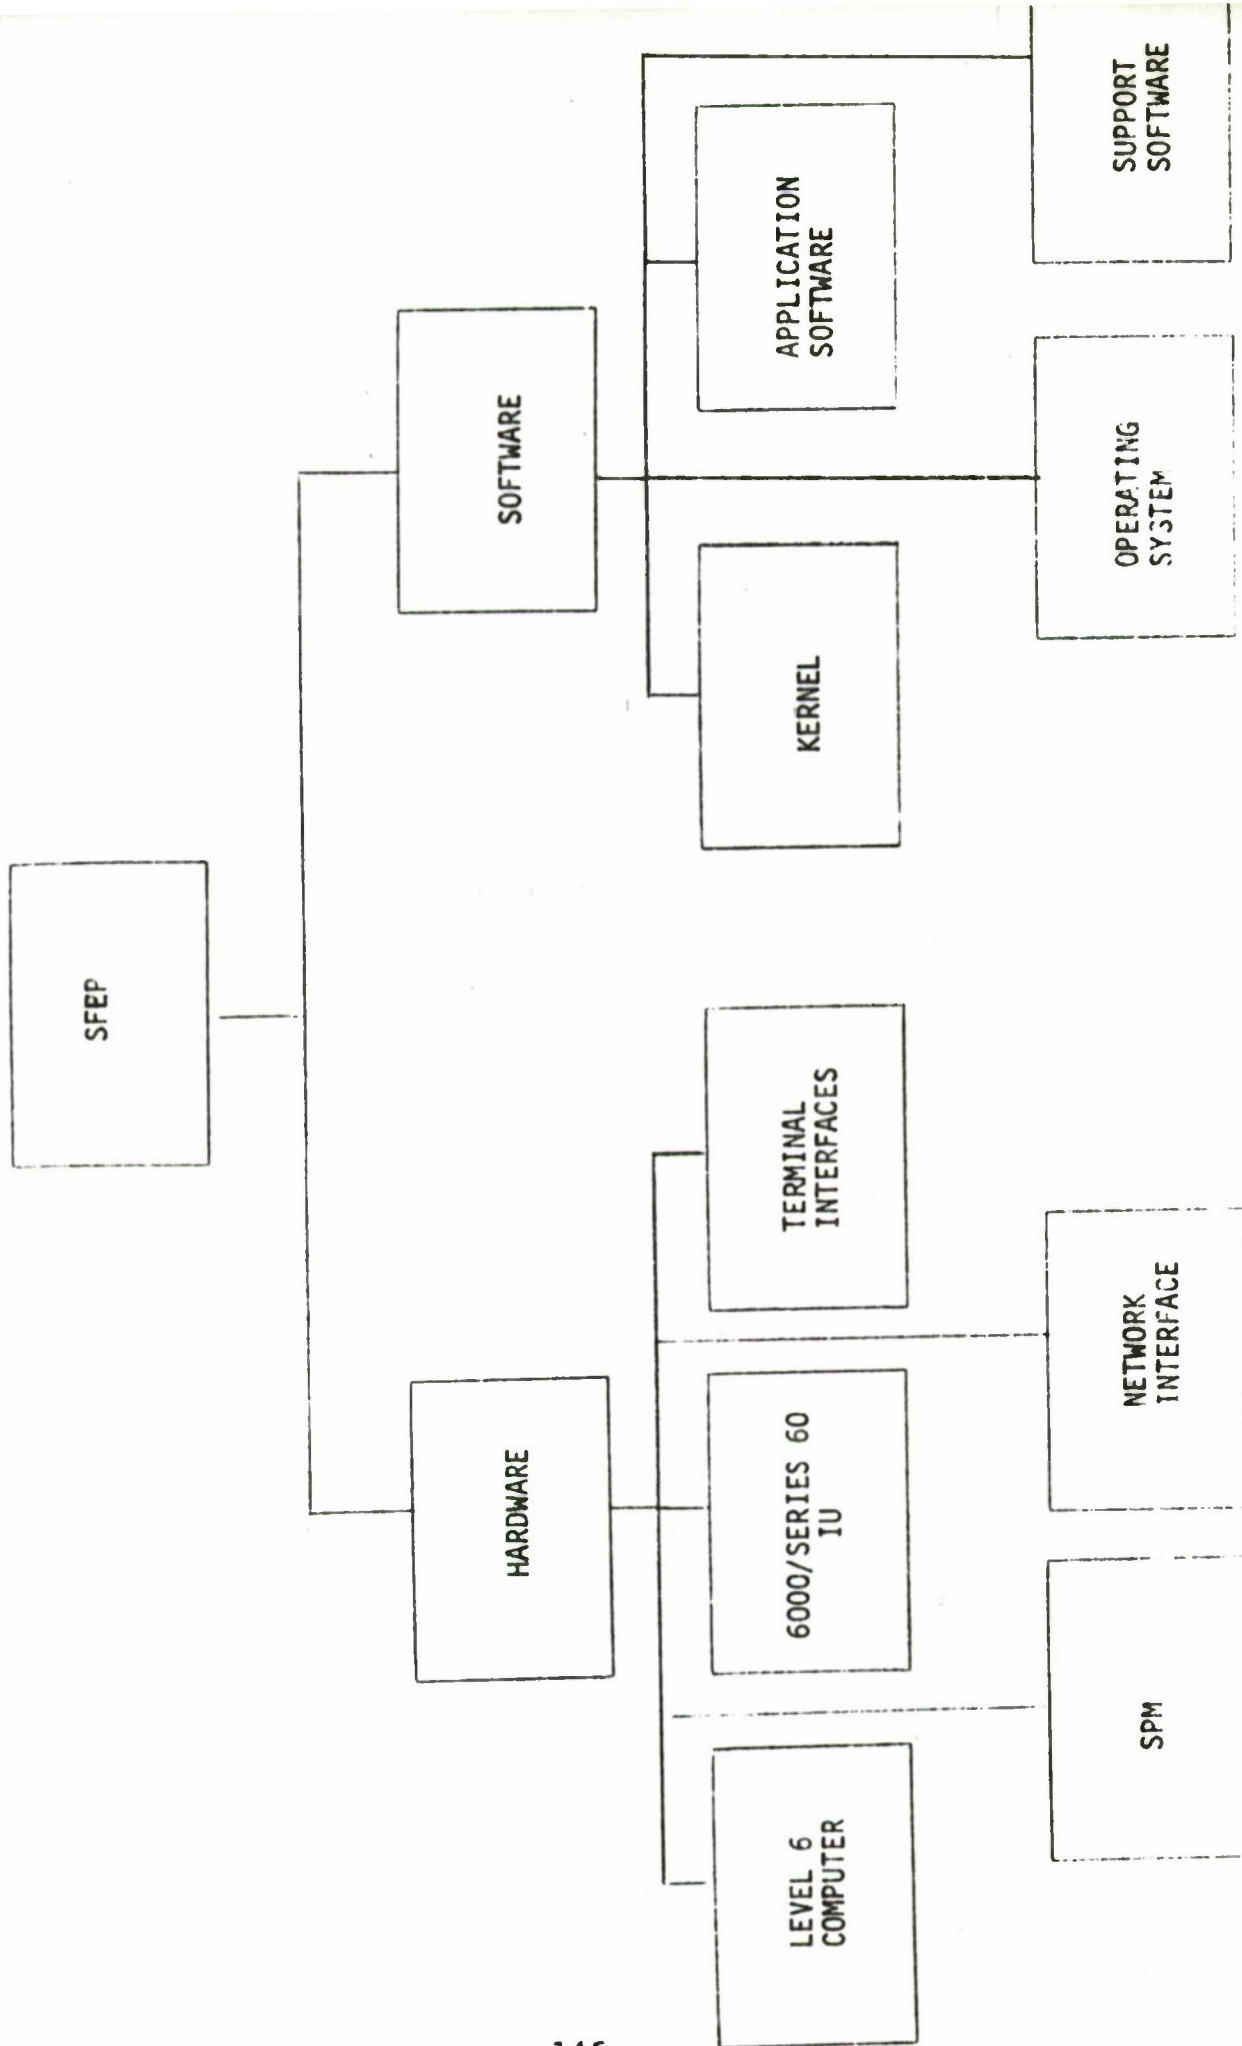 SFEP
HARDWARE
SOFTWARE
LEVEL 6
COMPUTER
6000/SERIES 60
IU
TERMINAL
INTERFACES
KERNEL
APPLICATION
SOFTWARE
SPM
NETWORK
INTERFACE
OPERATING
SYSTEM
SUPPORT
SOFTWARE